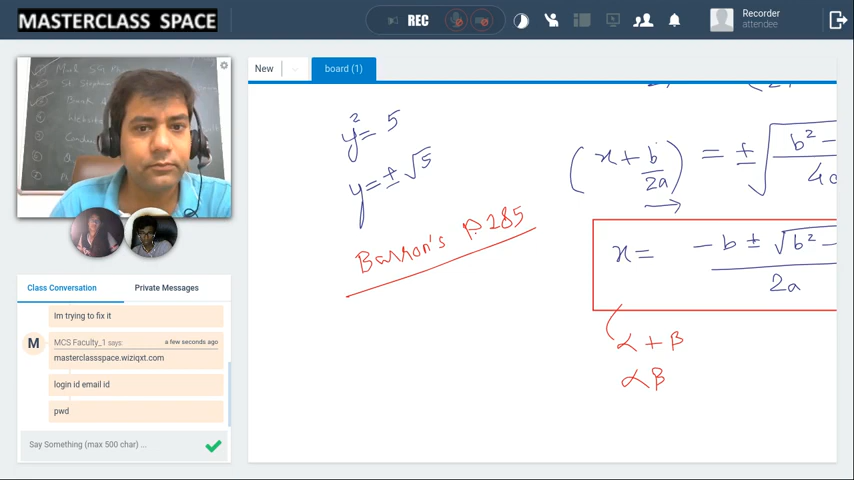 MASTERCLASS SPACE
REC
Recorder
attendee
New
board (1)
y² = 5
y = ± √5
Barron's P.285
(x + b/2a) = ± √(b² –
x = – b ± √b² –
2a
α + β
αβ
Class Conversation
Private Messages
Im trying to fix it
M
MCS Faculty_1 says:
a few seconds ago
masterclassspace.wiziqxt.com
login id email id
pwd
Say Something (max 500 char) ...